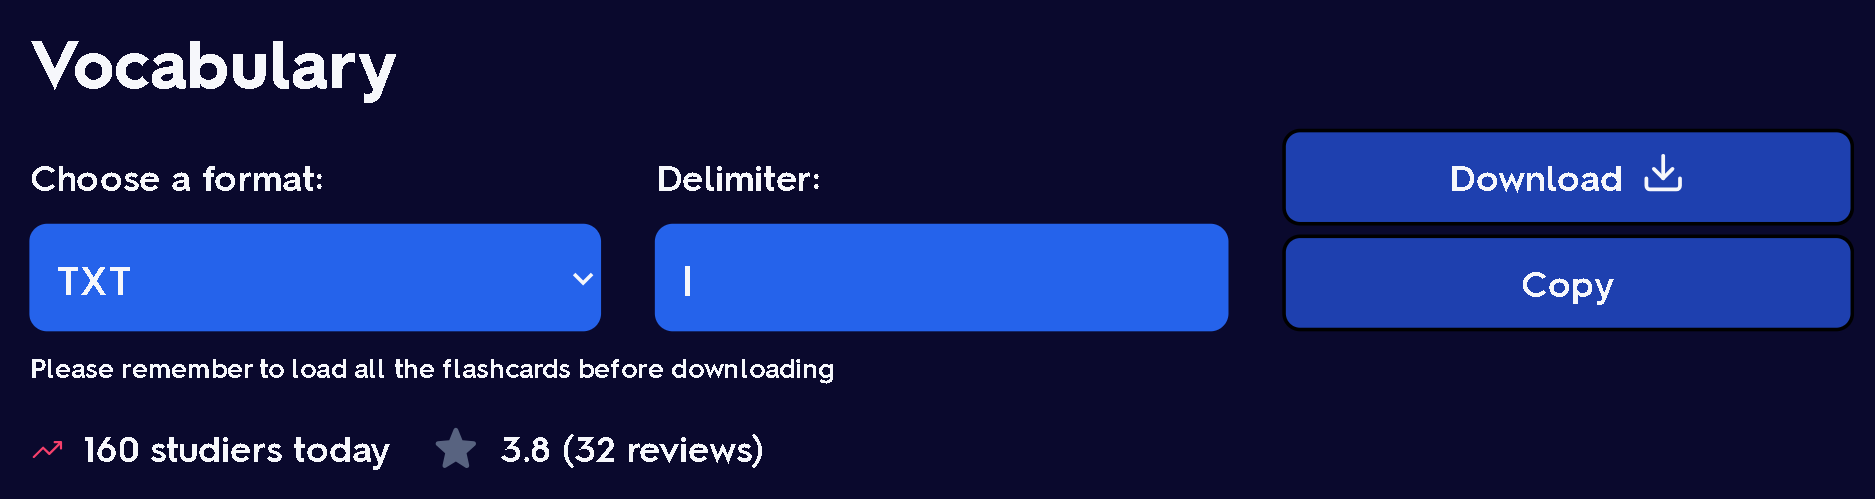 Vocabulary
Choose a format:
TXT
Delimiter:
|
Download
Copy
Please remember to load all the flashcards before downloading
160 studiers today
3.8 (32 reviews)